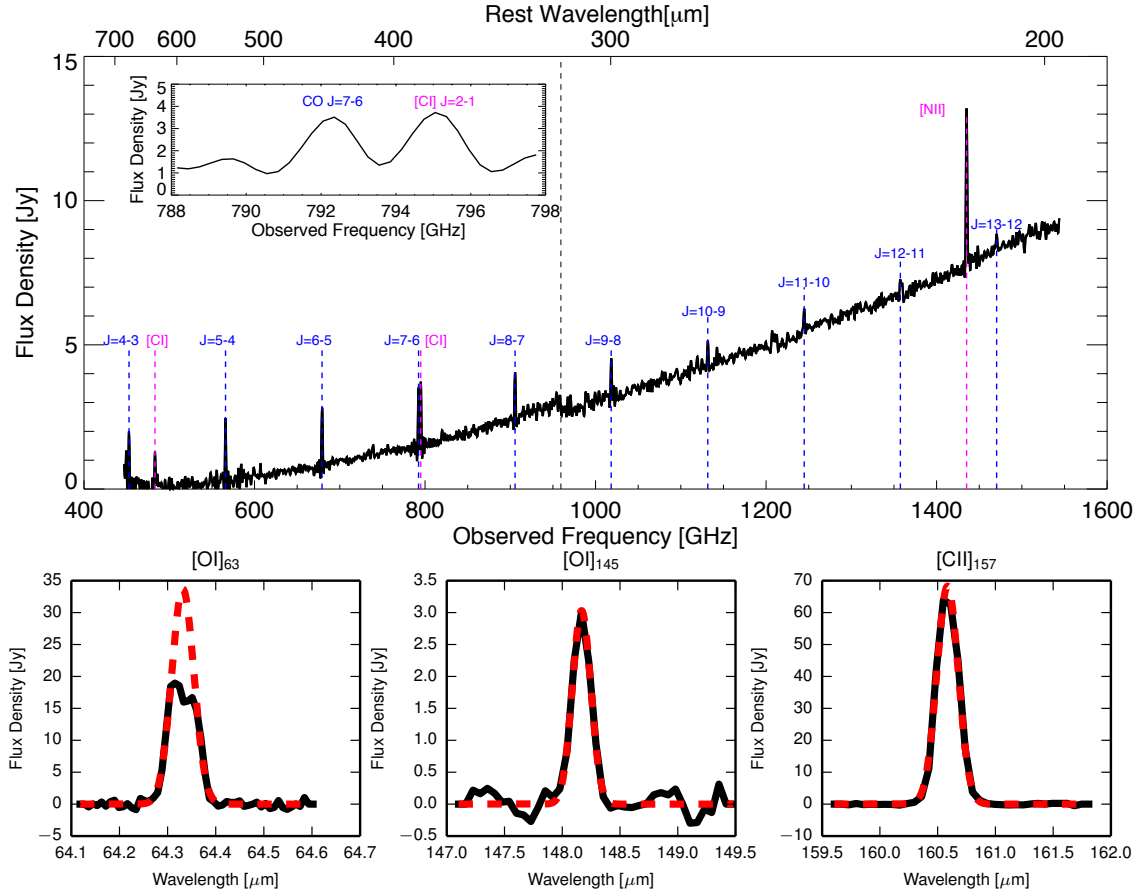 Rest Wavelength[μm]
700 600 500 400 300 200
15
10
5
0
Flux Density [Jy]
5
4
3
2
1
0
Flux Density [Jy]
CO J=7-6 [CI] J=2-1
788 790 792 794 796 798
Observed Frequency [GHz]
[NII]
J=13-12
J=12-11
J=11-10
J=10-9
J=4-3 [CI] J=5-4 J=6-5 J=7-6 [CI] J=8-7 J=9-8
400 600 800 1000 1200 1400 1600
Observed Frequency [GHz]
[OI]63
35
30
25
20
15
10
5
0
−5
Flux Density [Jy]
64.1 64.2 64.3 64.4 64.5 64.6 64.7
Wavelength [μm]
[OI]145
3.5
3.0
2.5
2.0
1.5
1.0
0.5
0.0
−0.5
Flux Density [Jy]
147.0 147.5 148.0 148.5 149.0 149.5
Wavelength [μm]
[CII]157
70
60
50
40
30
20
10
0
−10
Flux Density [Jy]
159.5 160.0 160.5 161.0 161.5 162.0
Wavelength [μm]